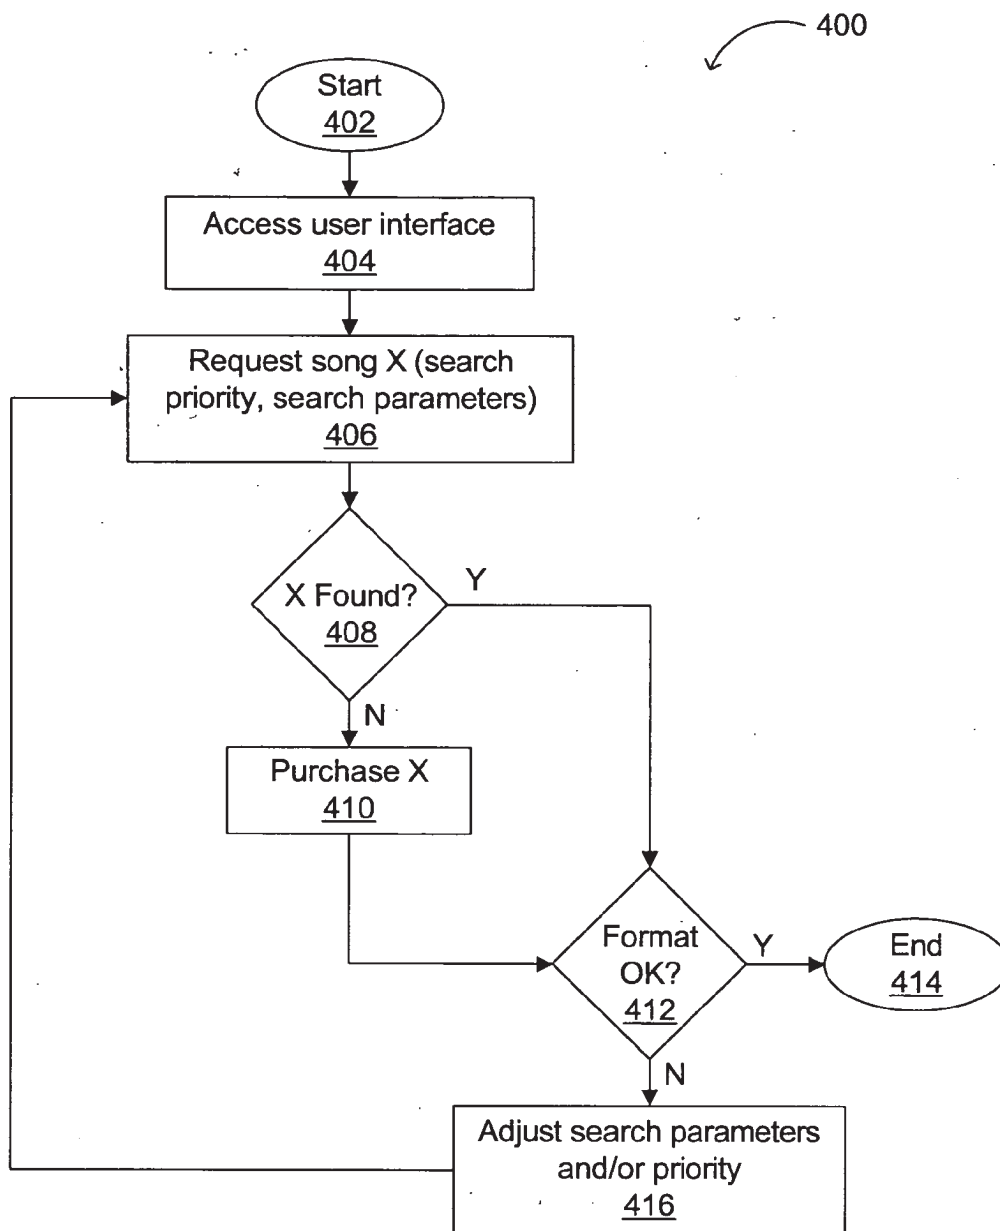 400
Start
402
Access user interface
404
Request song X (search
priority, search parameters)
406
X Found?
408
Y
N
Purchase X
410
Format
OK?
412
Y
End
414
N
Adjust search parameters
and/or priority
416